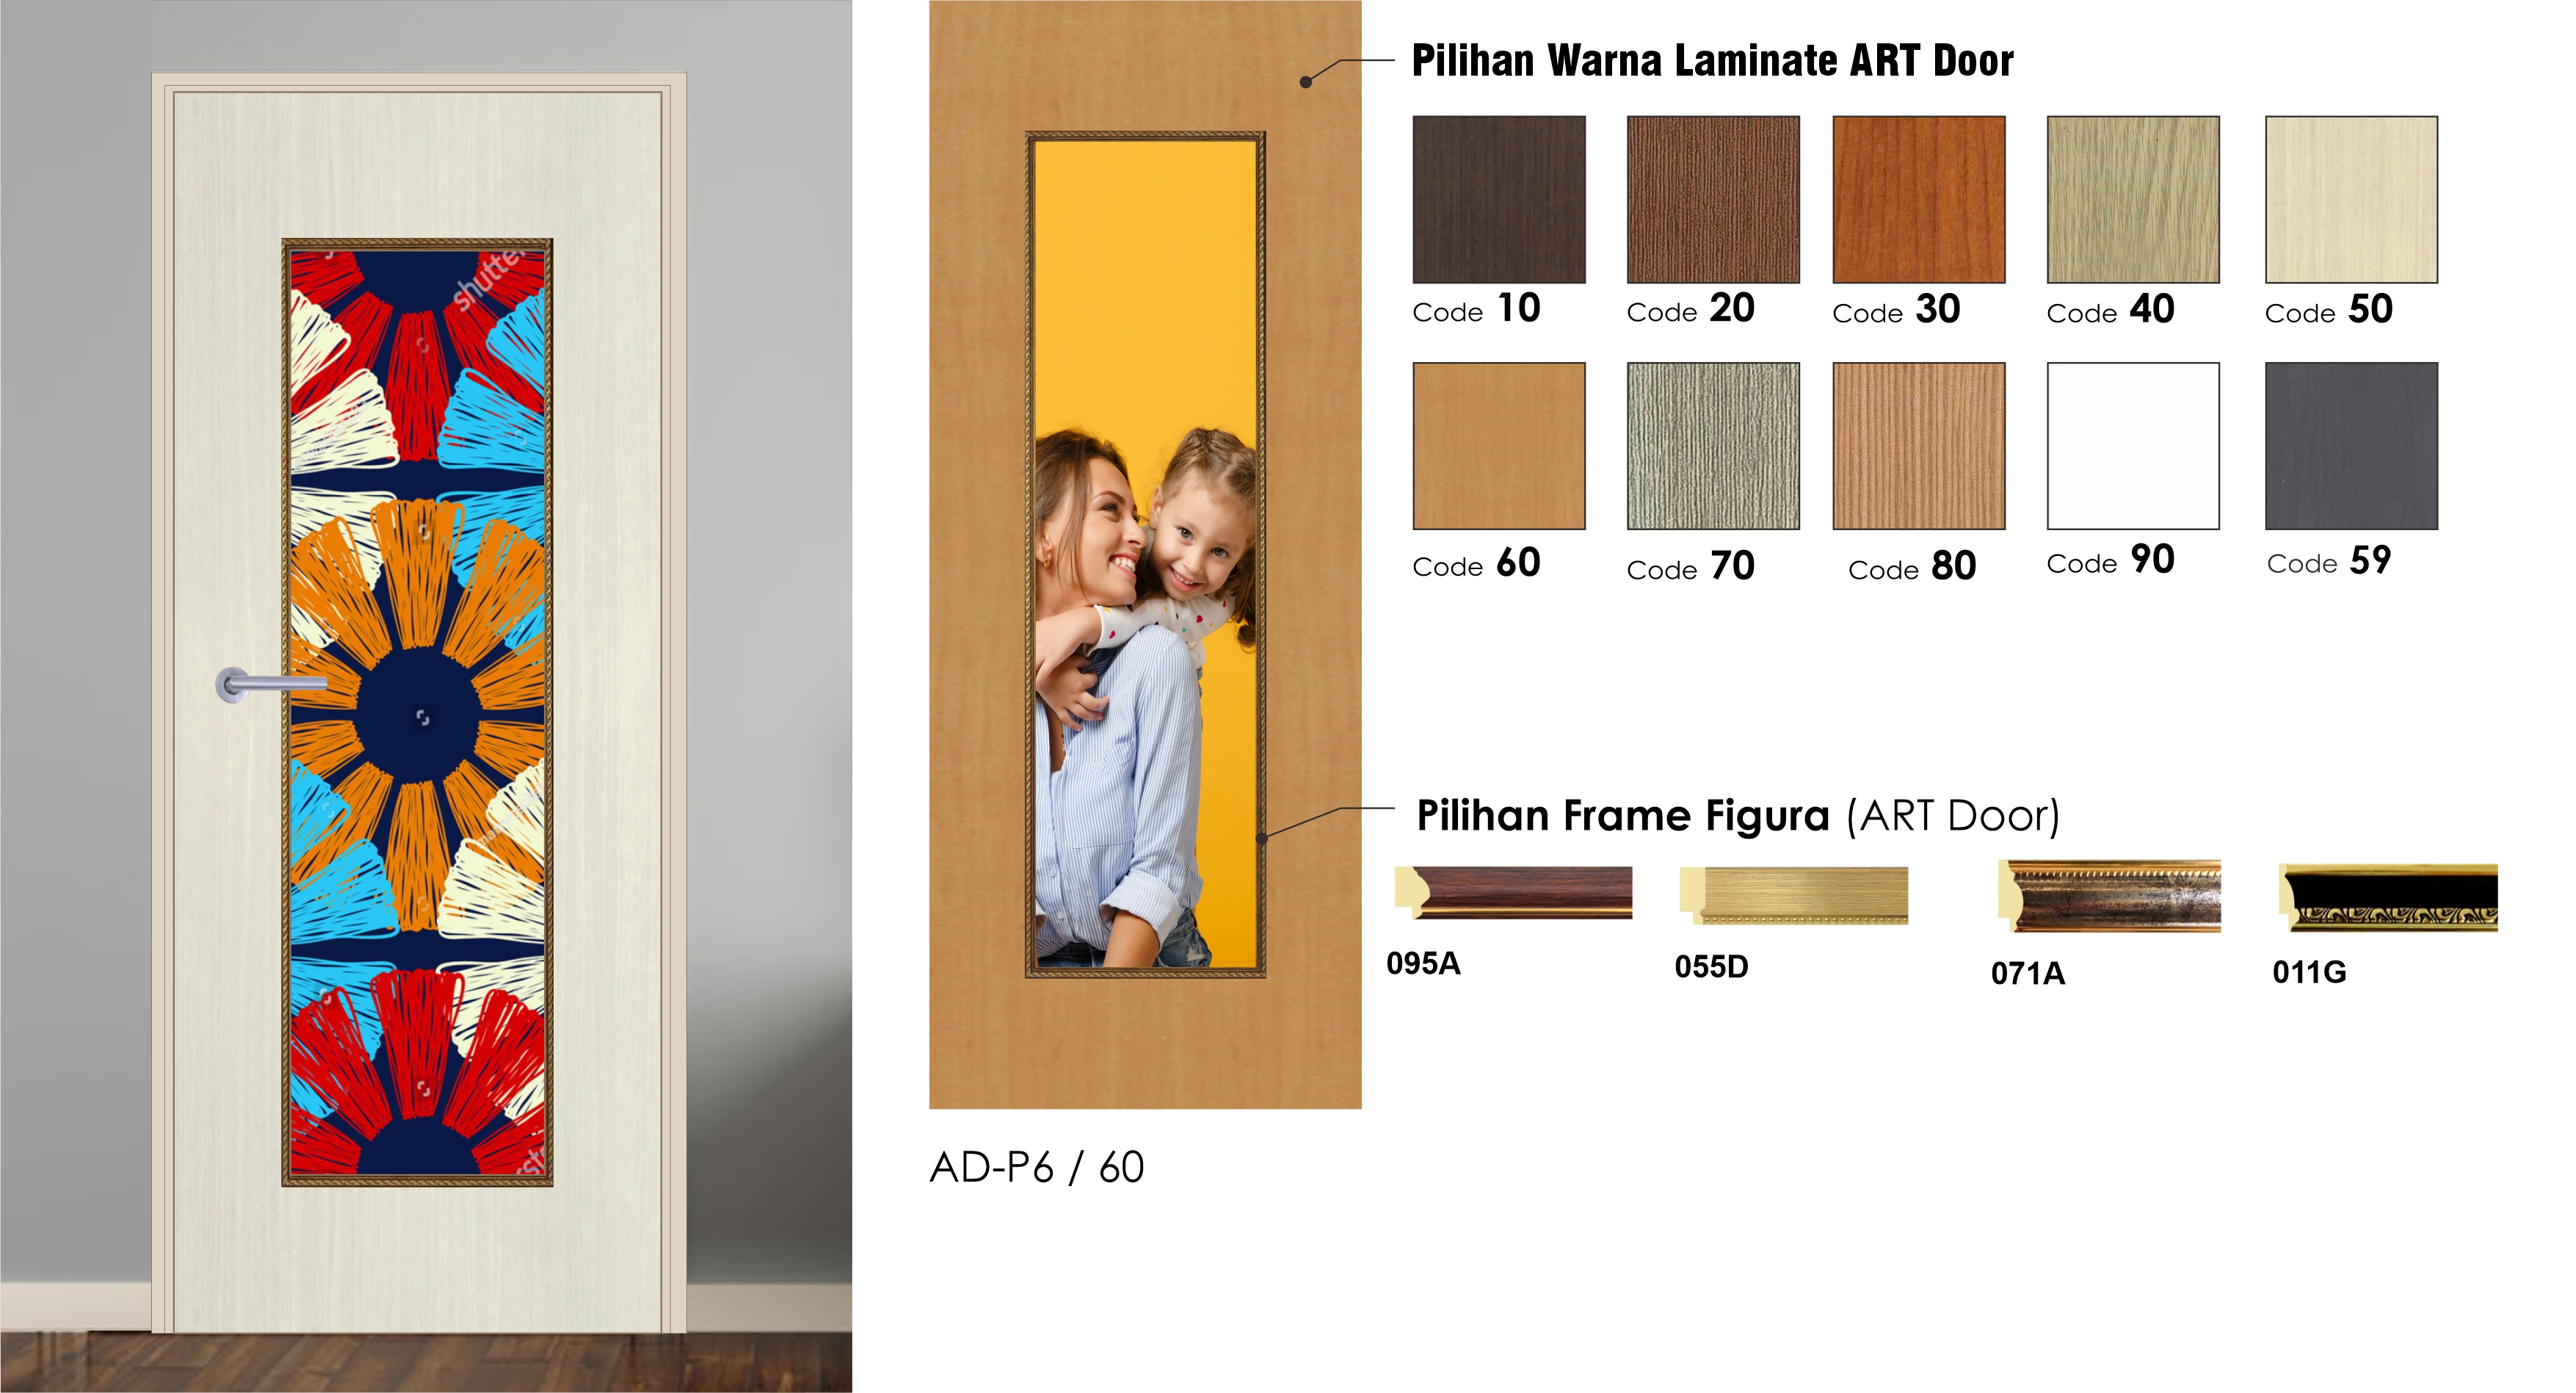 shutte
Pilihan Warna Laminate ART Door
Code 10
Code 20
Code 30
Code 40
Code 50
Code 60
Code 70
Code 80
Code 90
Code 59
Pilihan Frame Figura (ART Door)
095A
055D
071A
011G
AD-P6 / 60